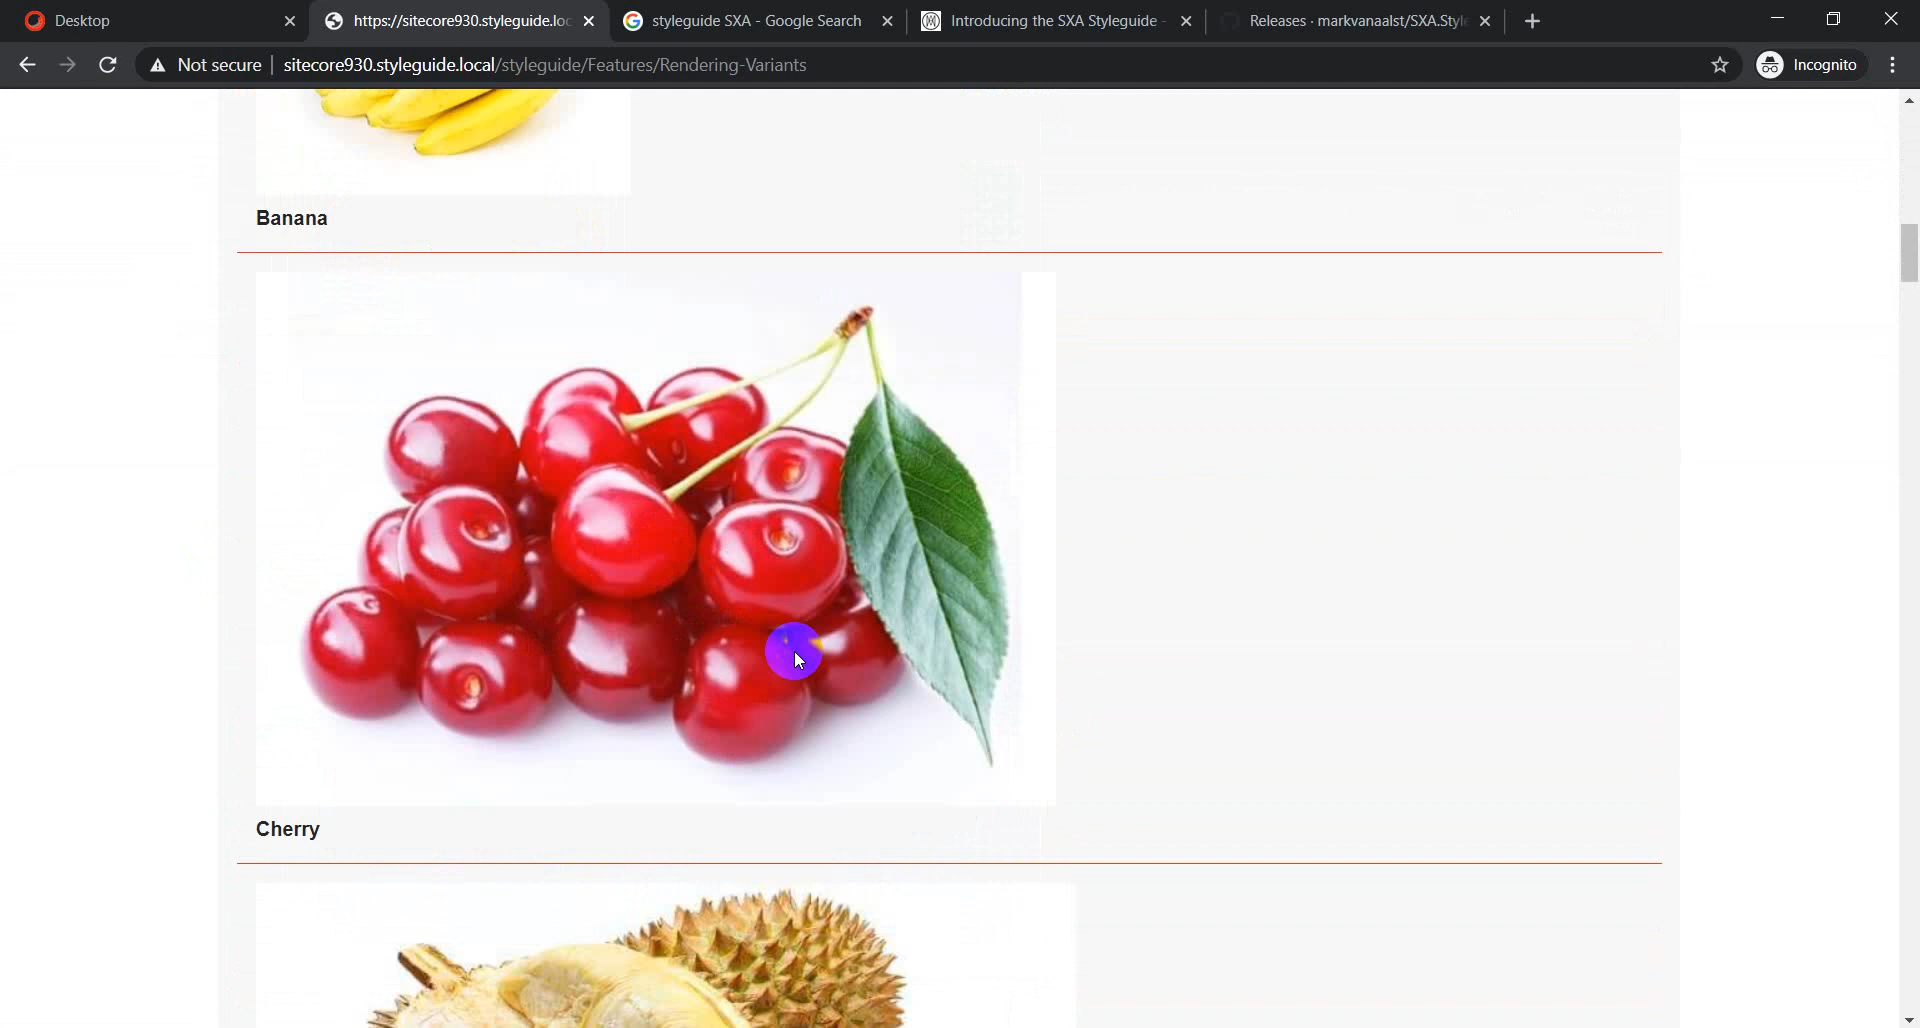 Desktop
https://sitecore930.styleguide.loc
styleguide SXA - Google Search
Introducing the SXA Styleguide -
Releases · markvanaalst/SXA.Style
Not secure
sitecore930.styleguide.local/styleguide/Features/Rendering-Variants
Incognito
Banana
Cherry